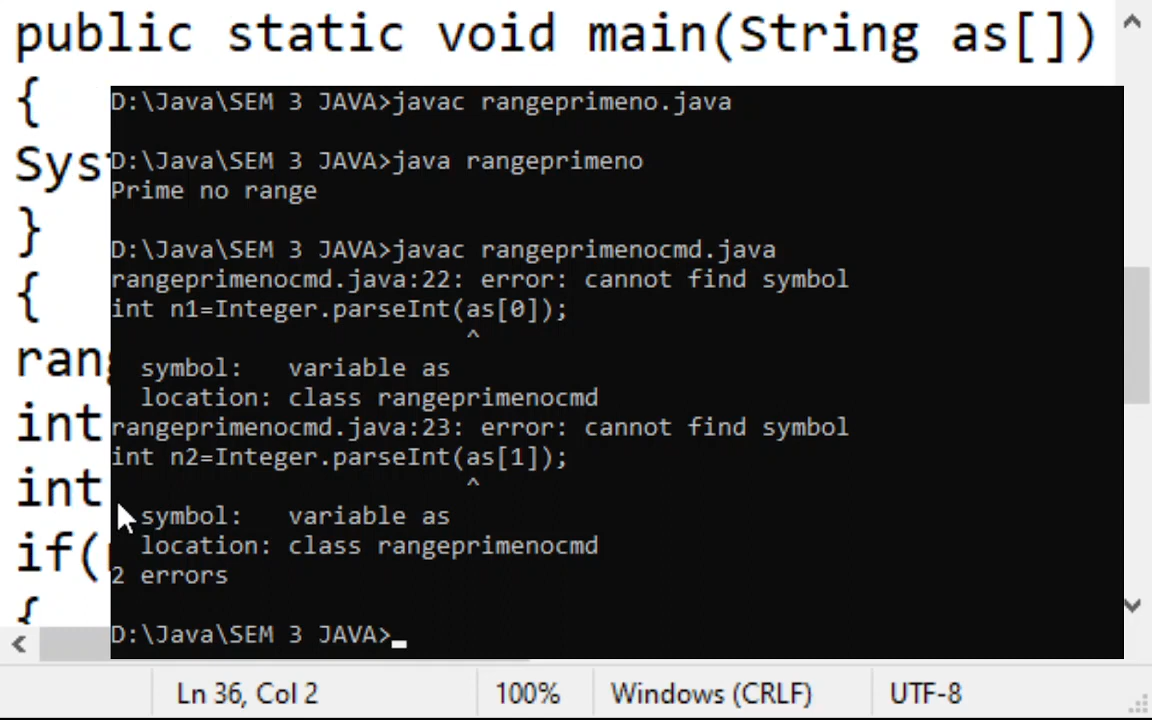 public static void main(String as[])
{
D:\Java\SEM 3 JAVA>javac rangeprimeno.java
Syst
D:\Java\SEM 3 JAVA>java rangeprimeno
Prime no range
}
D:\Java\SEM 3 JAVA>javac rangeprimenocmd.java
rangeprimenocmd.java:22: error: cannot find symbol
{
int n1=Integer.parseInt(as[0]);
^
rang
symbol:   variable as
location: class rangeprimenocmd
int
rangeprimenocmd.java:23: error: cannot find symbol
int n2=Integer.parseInt(as[1]);
^
int
symbol:   variable as
location: class rangeprimenocmd
if(
2 errors
{
D:\Java\SEM 3 JAVA>
Ln 36, Col 2
100%
Windows (CRLF)
UTF-8